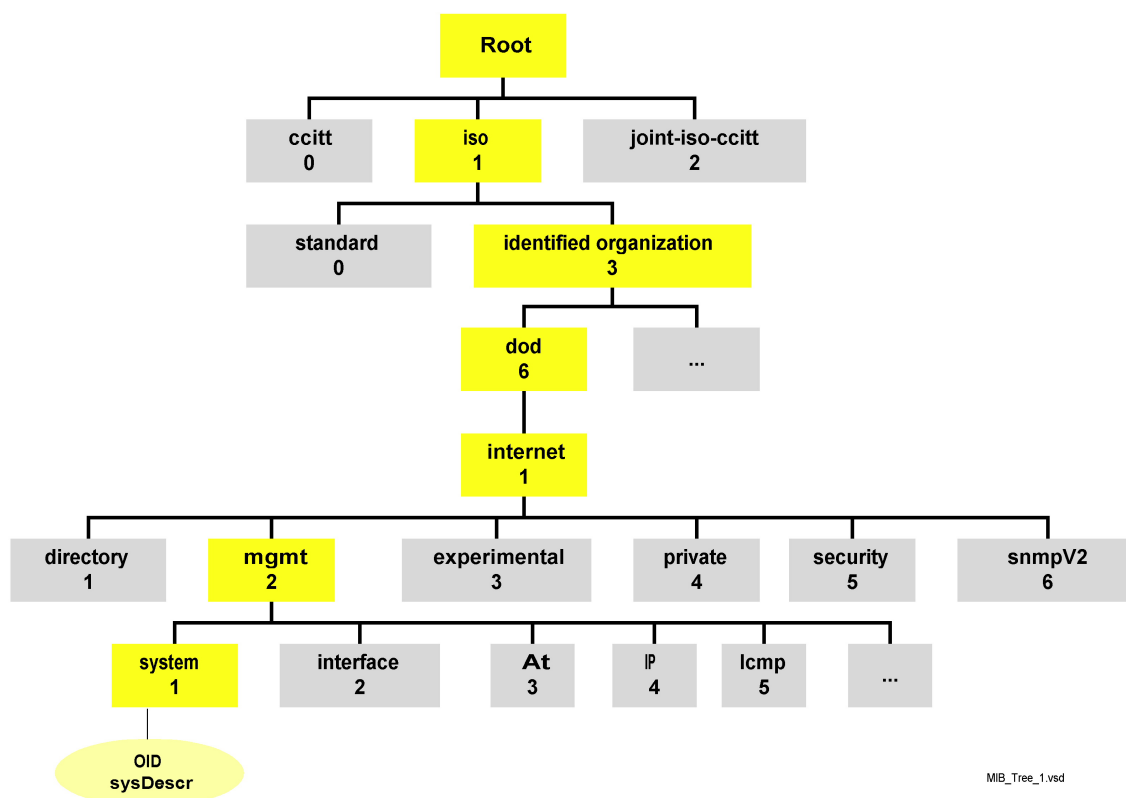 Root
ccitt
0
iso
1
joint-iso-ccitt
2
standard
0
identified organization
3
dod
6
...
internet
1
directory
1
mgmt
2
experimental
3
private
4
security
5
snmpV2
6
system
1
interface
2
At
3
IP
4
Icmp
5
...
OID
sysDescr
MIB_Tree_1.vsd